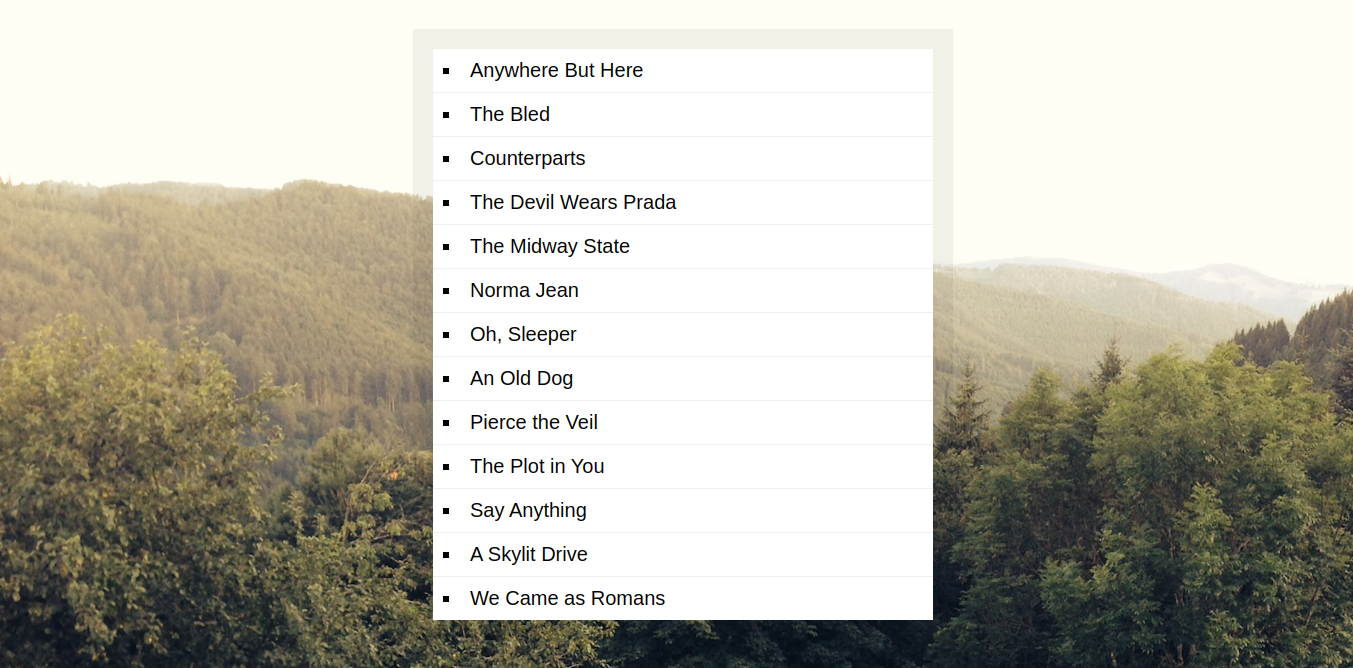 Anywhere But Here
The Bled
Counterparts
The Devil Wears Prada
The Midway State
Norma Jean
Oh, Sleeper
An Old Dog
Pierce the Veil
The Plot in You
Say Anything
A Skylit Drive
We Came as Romans